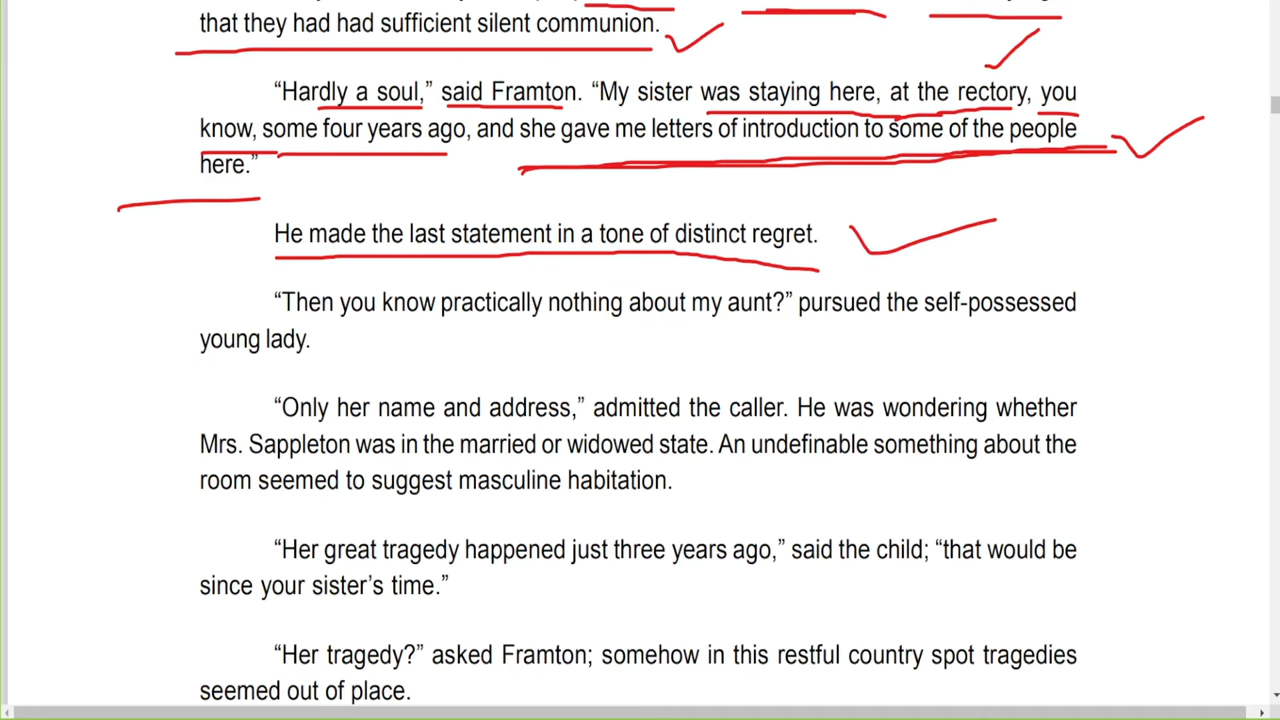 that they had had sufficient silent communion.
“Hardly a soul,” said Framton. “My sister was staying here, at the rectory, you
know, some four years ago, and she gave me letters of introduction to some of the people
here.”
He made the last statement in a tone of distinct regret.
“Then you know practically nothing about my aunt?” pursued the self-possessed
young lady.
“Only her name and address,” admitted the caller. He was wondering whether
Mrs. Sappleton was in the married or widowed state. An undefinable something about the
room seemed to suggest masculine habitation.
“Her great tragedy happened just three years ago,” said the child; “that would be
since your sister’s time.”
“Her tragedy?” asked Framton; somehow in this restful country spot tragedies
seemed out of place.